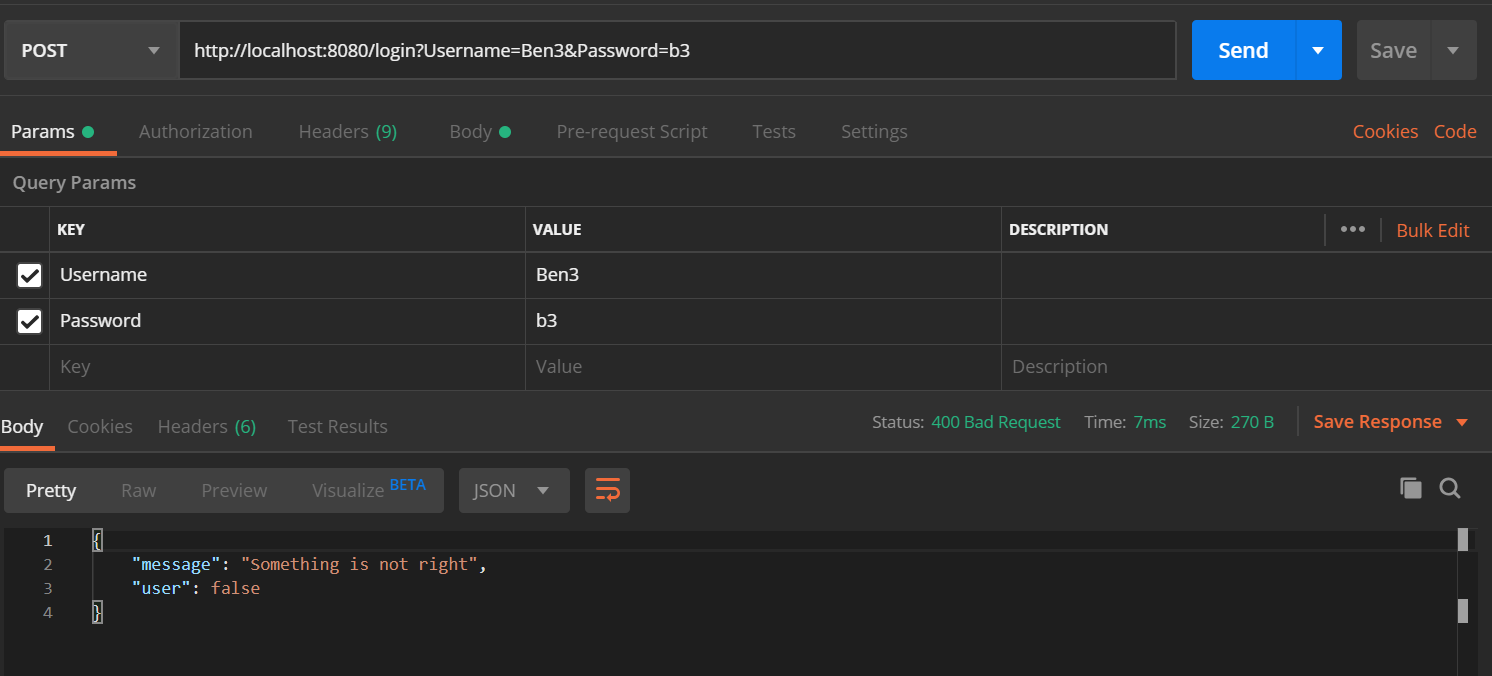 POST http://localhost:8080/login?Username=Ben3&Password=b3 Send Save
Params Authorization Headers (9) Body Pre-request Script Tests Settings Cookies Code
Query Params
KEY VALUE DESCRIPTION ••• Bulk Edit
Username Ben3
Password b3
Key Value Description
Body Cookies Headers (6) Test Results Status: 400 Bad Request Time: 7ms Size: 270 B Save Response
Pretty Raw Preview Visualize BETA JSON
1 {
2 "message": "Something is not right",
3 "user": false
4 }